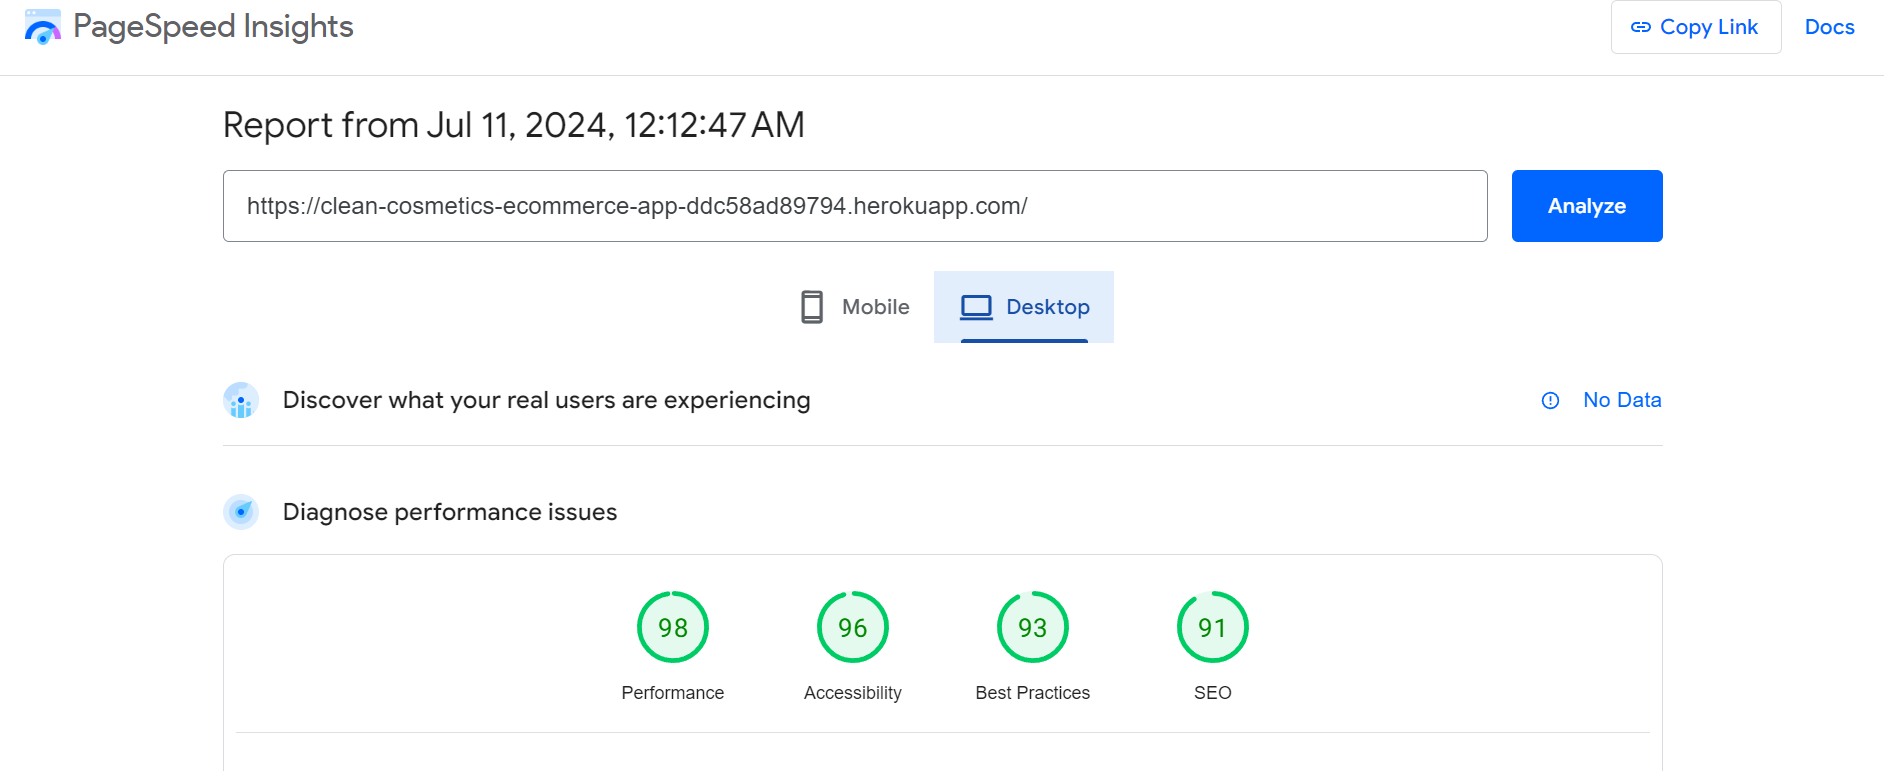 PageSpeed Insights
Copy Link
Docs
Report from Jul 11, 2024, 12:12:47 AM
https://clean-cosmetics-ecommerce-app-ddc58ad89794.herokuapp.com/
Analyze
Mobile
Desktop
Discover what your real users are experiencing
No Data
Diagnose performance issues
98
96
93
91
Performance
Accessibility
Best Practices
SEO